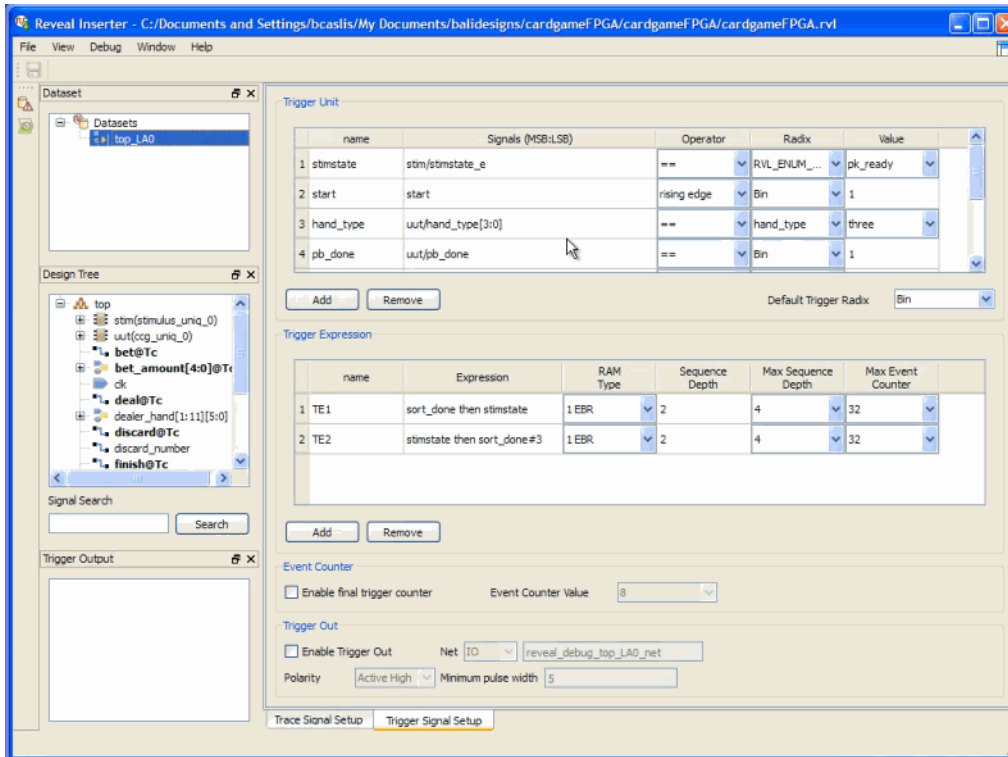 Reveal Inserter - C:/Documents and Settings/bcaslis/My Documents/balidesigns/cardgameFPGA/cardgameFPGA/cardgameFPGA.rvl
File View Debug Window Help
Dataset
Datasets
top_LA0
Design Tree
top
stim(stimulus_uniq_0)
uut(ccg_uniq_0)
bet@Tc
bet_amount[4:0]@Tc
clk
deal@Tc
dealer_hand[1:11][5:0]
discard@Tc
discard_number
finish@Tc
Signal Search
Search
Trigger Output
Trigger Unit
name Signals (MSB:LSB) Operator Radix Value
1 stimstate stim/stimstate_e == RVL_ENUM_... pk_ready
2 start start rising edge Bin 1
3 hand_type uut/hand_type[3:0] == hand_type three
4 pb_done uut/pb_done == Bin 1
Add Remove Default Trigger Radix Bin
Trigger Expression
name Expression RAM Type Sequence Depth Max Sequence Depth Max Event Counter
1 TE1 sort_done then stimstate 1 EBR 2 4 32
2 TE2 stimstate then sort_done#3 1 EBR 2 4 32
Add Remove
Event Counter
Enable final trigger counter Event Counter Value 8
Trigger Out
Enable Trigger Out Net IO reveal_debug_top_LA0_net
Polarity Active High Minimum pulse width 5
Trace Signal Setup Trigger Signal Setup